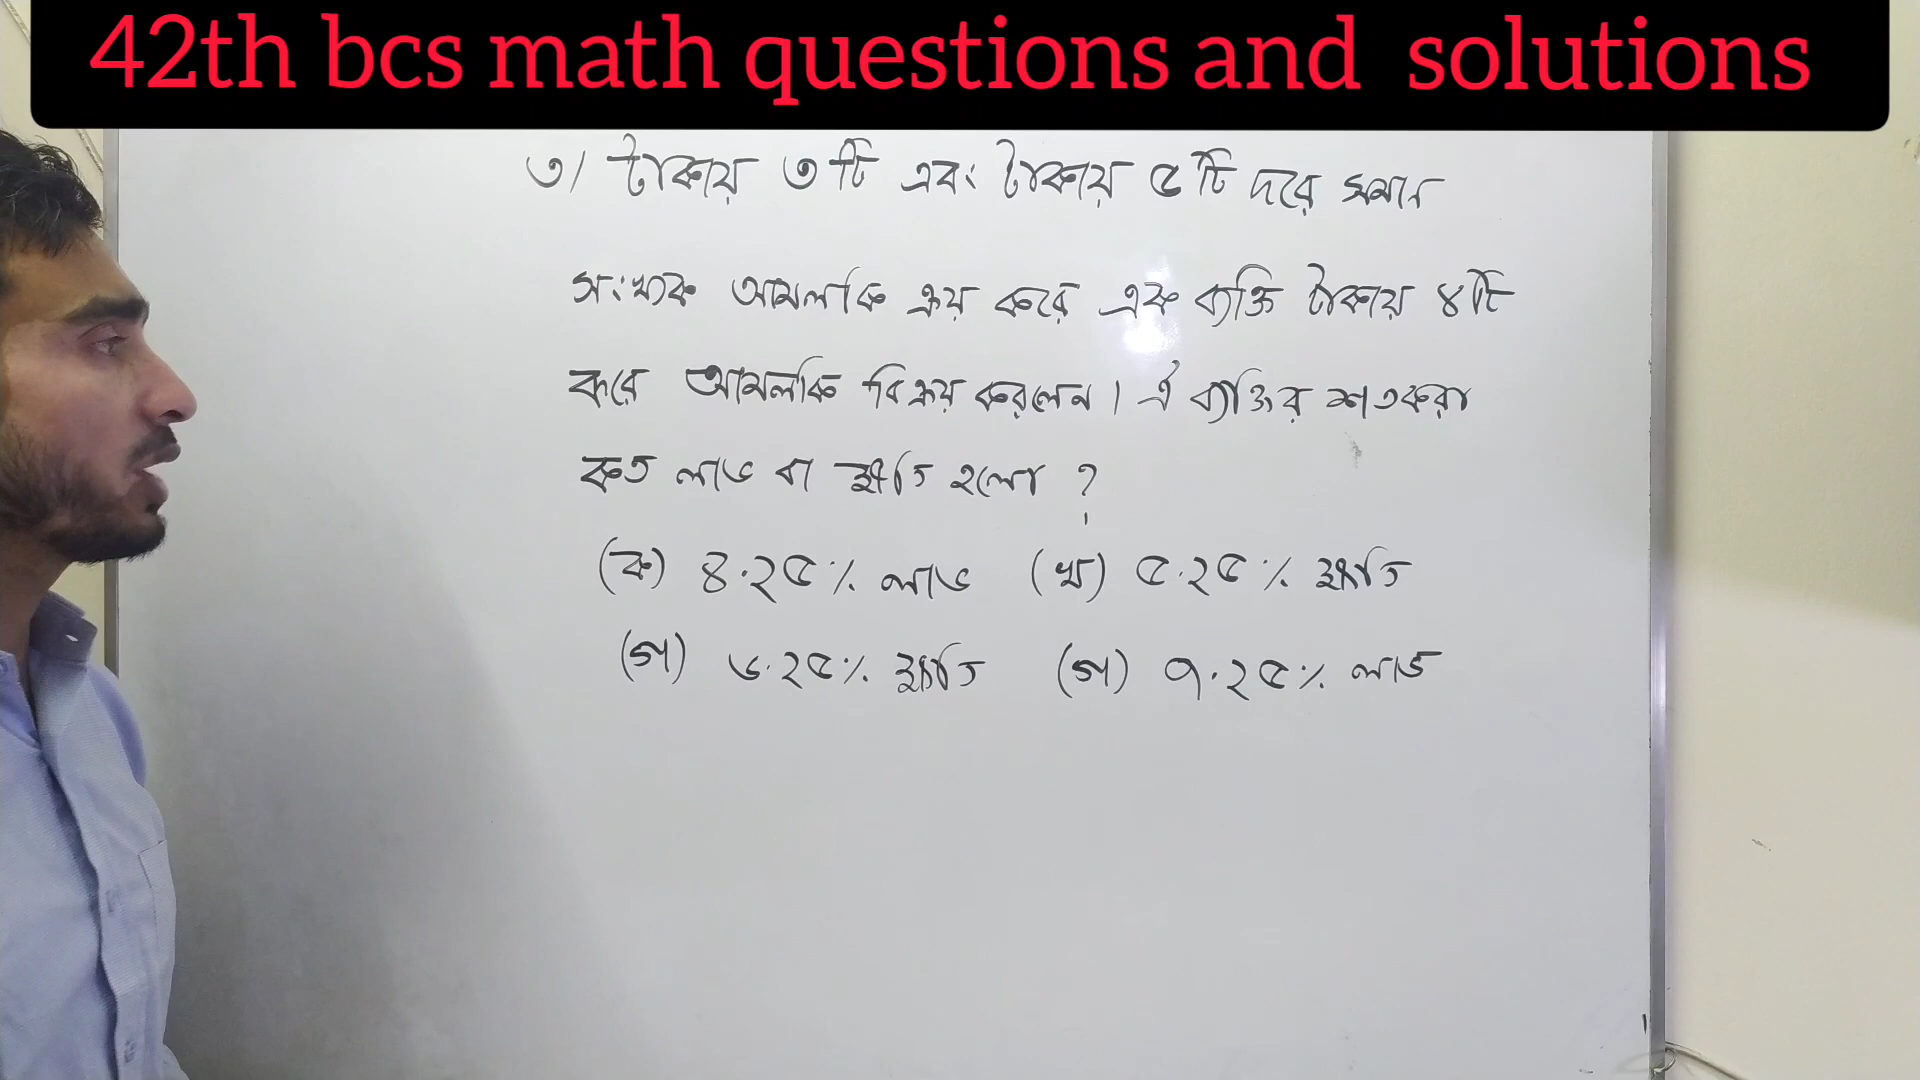 42th bcs math questions and solutions
৩/ টাকায় ৩টি এবং টাকায় ৫টি দরে সমান
সংখ্যক আমলকি ক্রয় করে এক ব্যক্তি টাকায় ৪টি
করে আমলকি বিক্রয় করলেন। ঐ ব্যক্তির শতকরা
কত লাভ বা ক্ষতি হলো ?
(ক) ৪.২৫% লাভ (খ) ৫.২৫% ক্ষতি
(গ) ৬.২৫% ক্ষতি (গ) ৭.২৫% লাভ